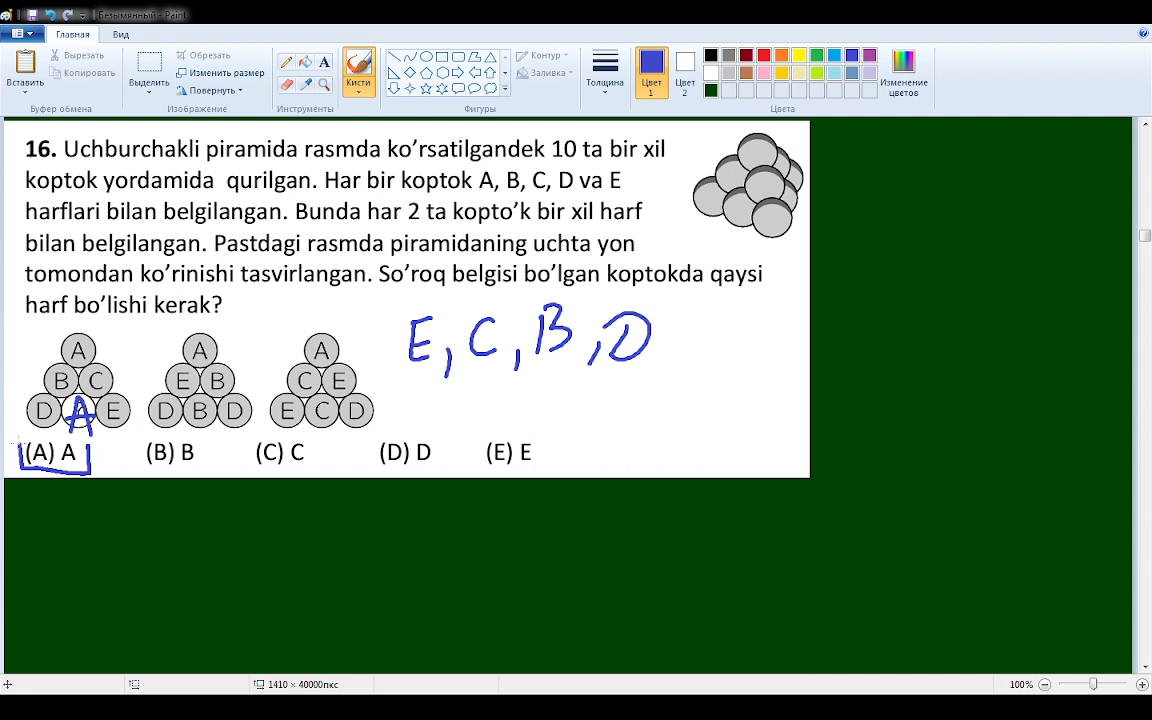 Безымянный - Paint
Главная Вид
Вставить
Вырезать
Копировать
Буфер обмена
Выделить
Обрезать
Изменить размер
Повернуть
Изображение
A
Инструменты
Кисти
Контур
Заливка
Фигуры
Толщина
Цвет 1
Цвет 2
Изменение цветов
Цвета
16. Uchburchakli piramida rasmda ko’rsatilgandek 10 ta bir xil
koptok yordamida qurilgan. Har bir koptok A, B, C, D va E
harflari bilan belgilangan. Bunda har 2 ta kopto’k bir xil harf
bilan belgilangan. Pastdagi rasmda piramidaning uchta yon
tomondan ko’rinishi tasvirlangan. So’roq belgisi bo’lgan koptokda qaysi
harf bo’lishi kerak?
E, C, B, D
A A A
B C E B C E
D A E D B D E C D
(A) A (B) B (C) C (D) D (E) E
1410 × 40000пкс
100%